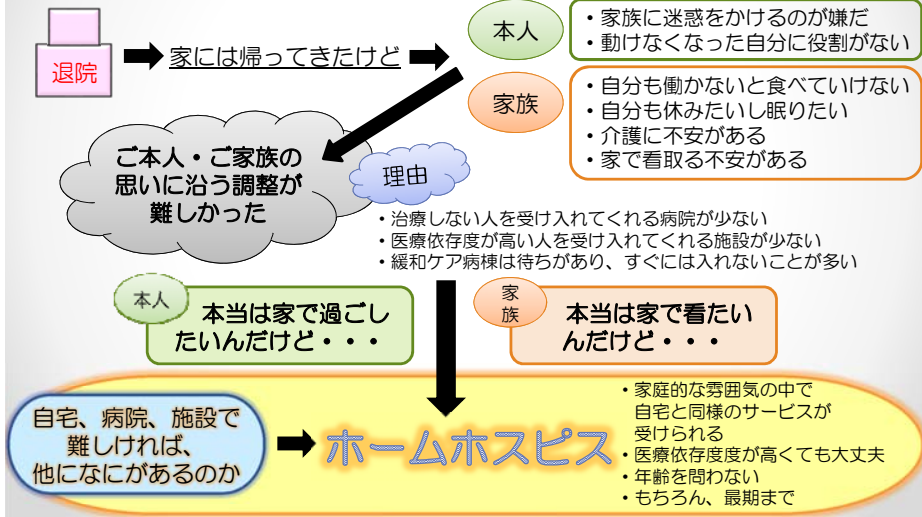 退院
家には帰ってきたけど
本人
・家族に迷惑をかけるのが嫌だ
・動けなくなった自分に役割がない
家族
・自分も働かないと食べていけない
・自分も休みたいし眠りたい
・介護に不安がある
・家で看取る不安がある
ご本人・ご家族の
思いに沿う調整が
難しかった
理由
・治療しない人を受け入れてくれる病院が少ない
・医療依存度が高い人を受け入れてくれる施設が少ない
・緩和ケア病棟は待ちがあり、すぐには入れないことが多い
本人
本当は家で過ごし
たいんだけど・・・
家
族
本当は家で看たい
んだけど・・・
自宅、病院、施設で
難しければ、
他になにがあるのか
ホームホスピス
・家庭的な雰囲気の中で
自宅と同様のサービスが
受けられる
・医療依存度度が高くても大丈夫
・年齢を問わない
・もちろん、最期まで